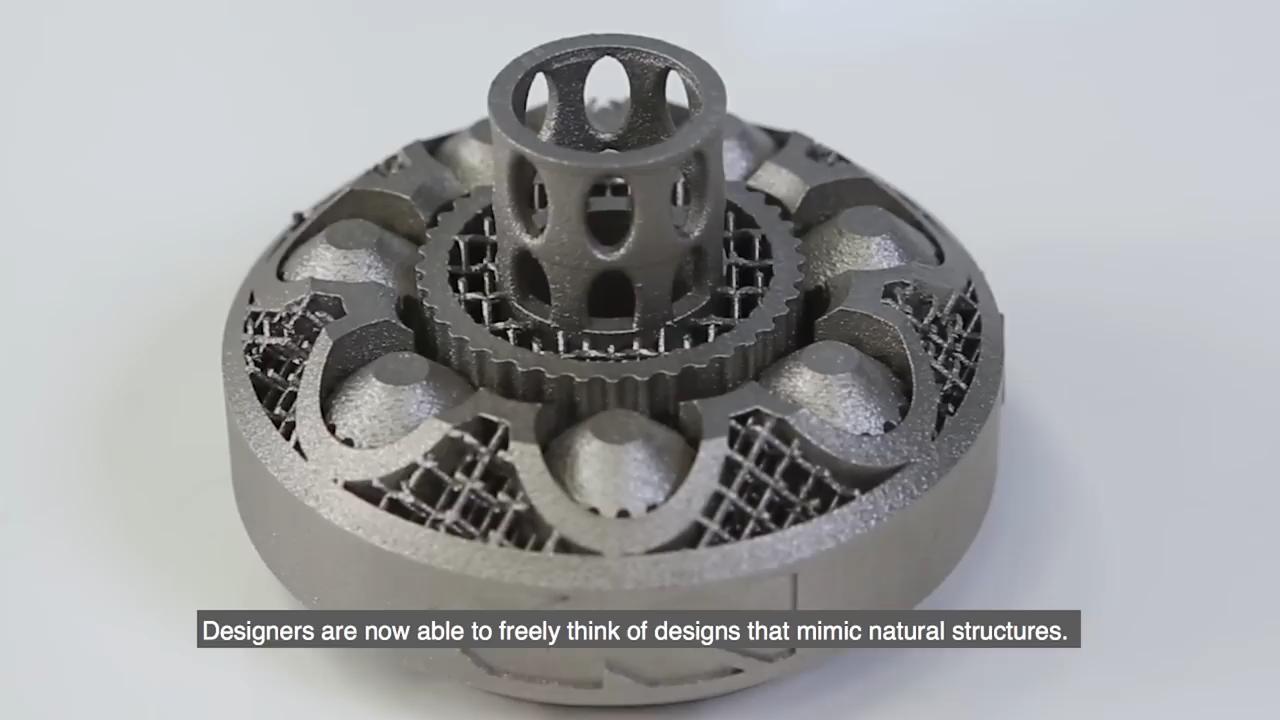 Designers are now able to freely think of designs that mimic natural structures.